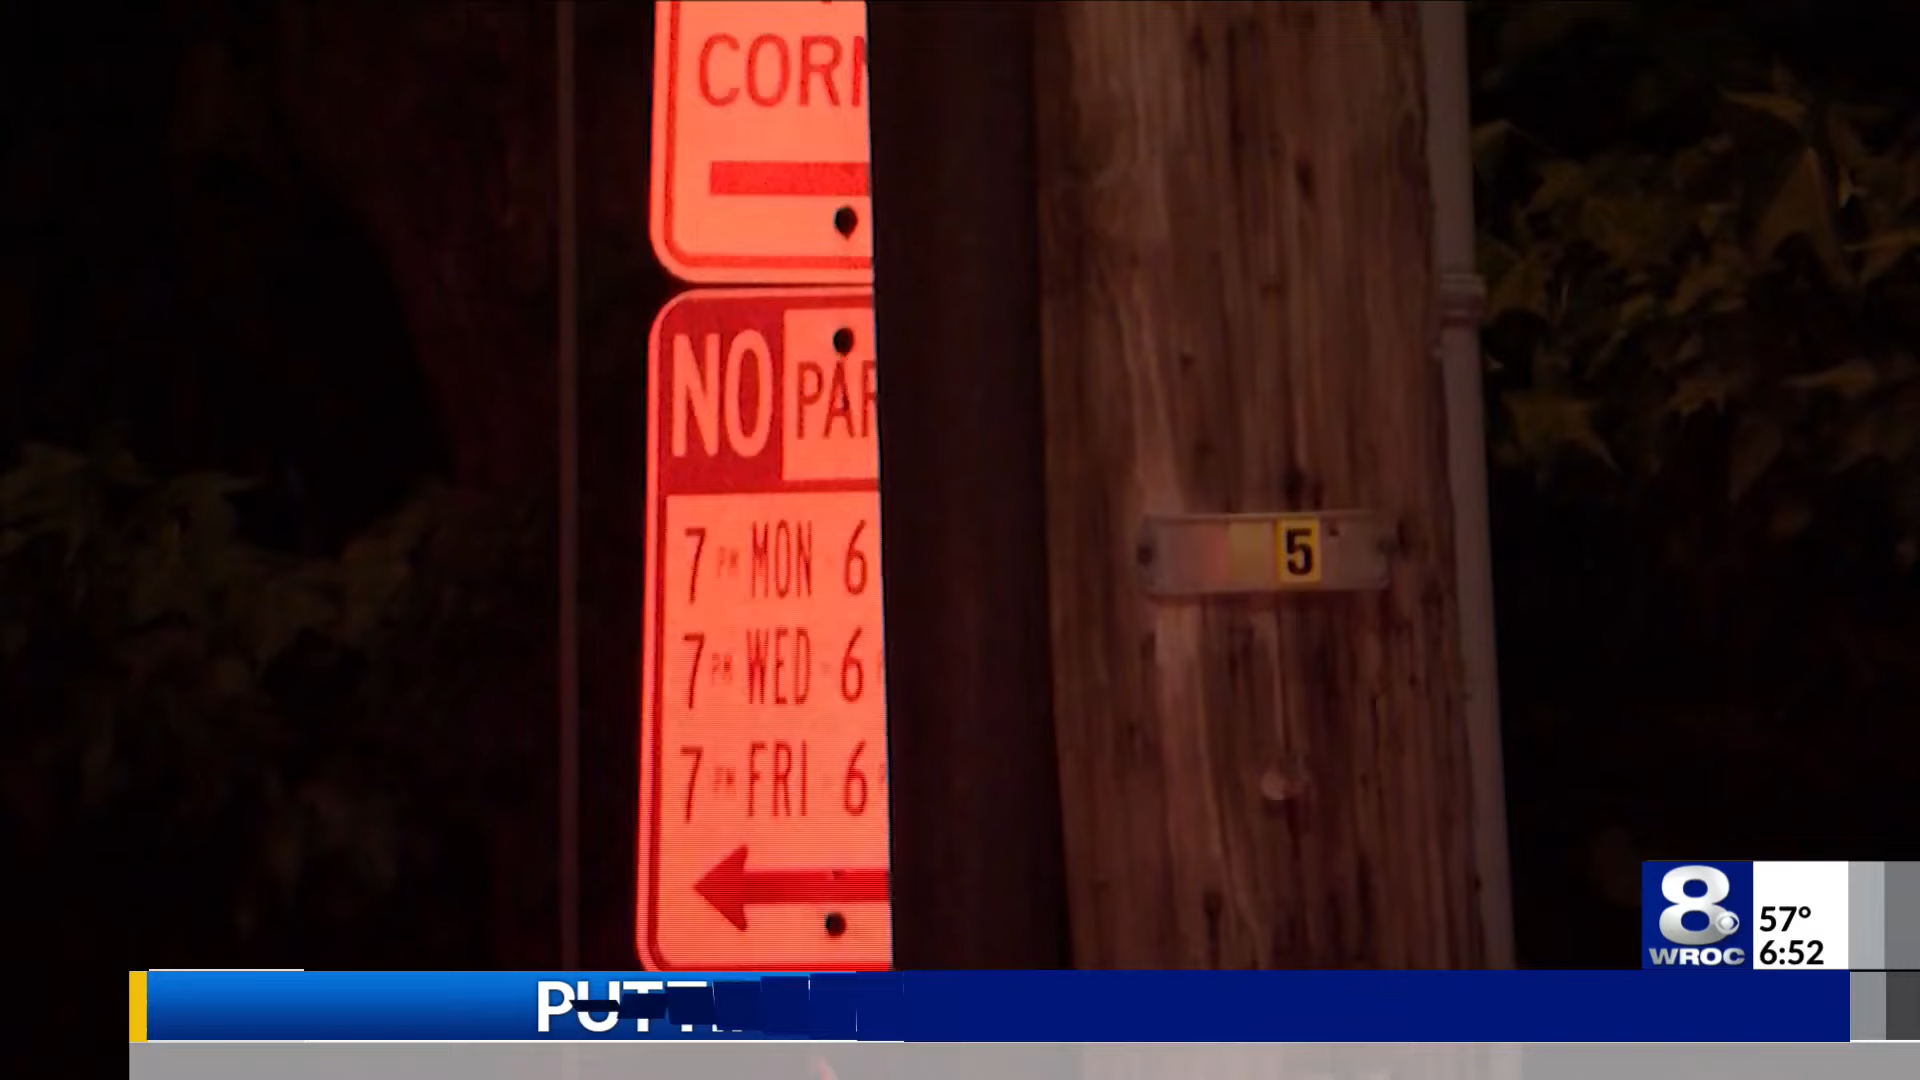 CORN
NO PAR
7 PM MON - 6
7 PM WED - 6
7 PM FRI - 6
5
8
WROC
57°
6:52
PUTT